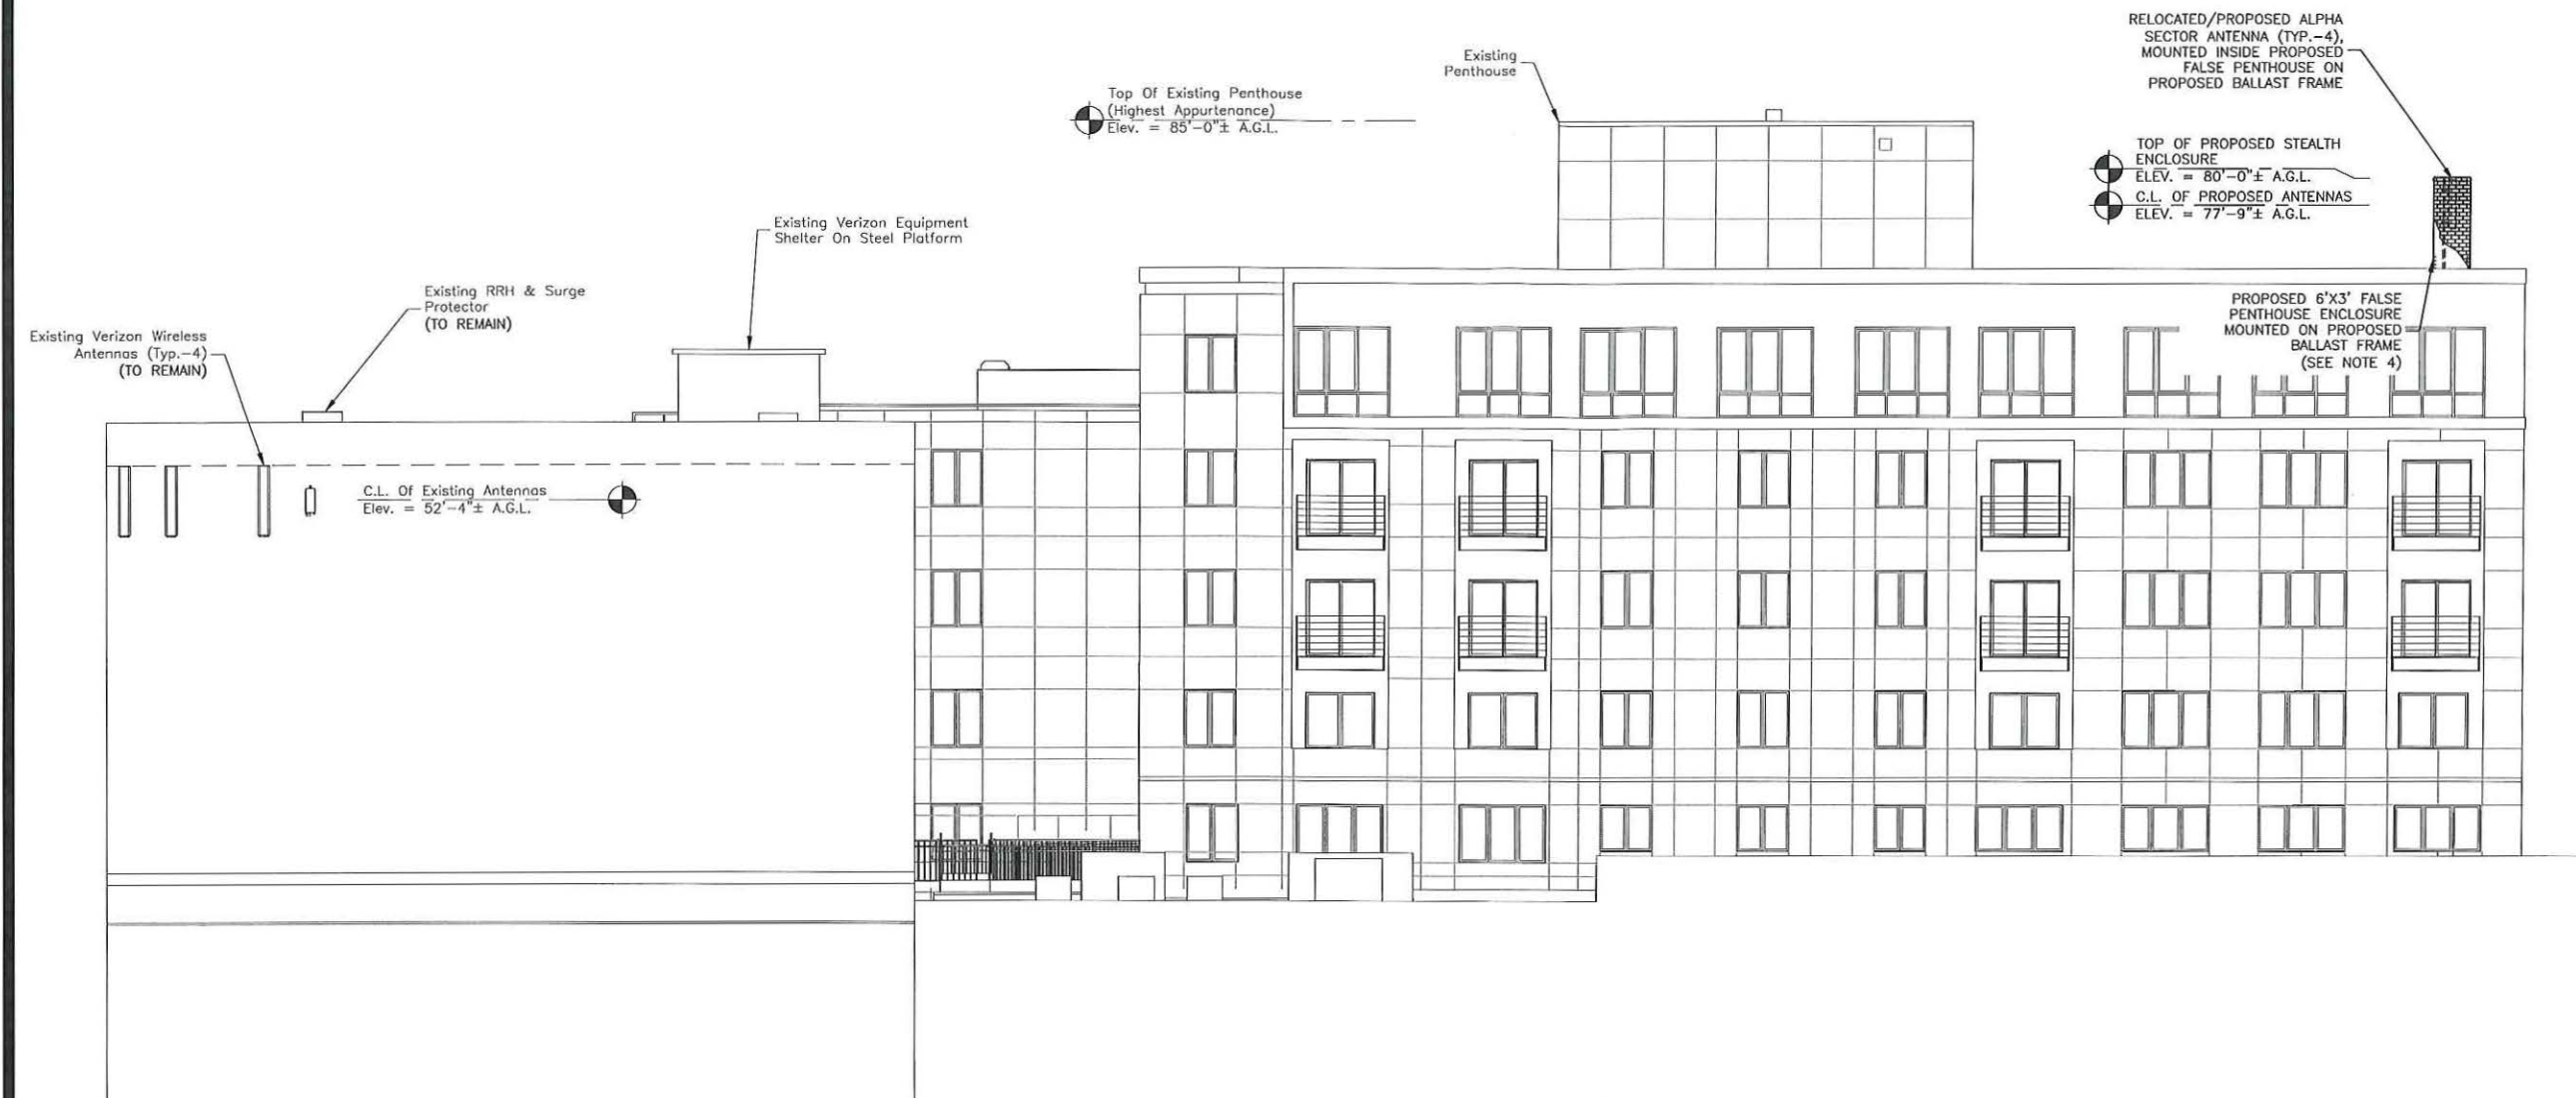 RELOCATED/PROPOSED ALPHA
SECTOR ANTENNA (TYP.-4),
MOUNTED INSIDE PROPOSED
FALSE PENTHOUSE ON
PROPOSED BALLAST FRAME
Existing
Penthouse
Top Of Existing Penthouse
(Highest Appurtenance)
Elev. = 85'-0"± A.G.L.
TOP OF PROPOSED STEALTH
ENCLOSURE
ELEV. = 80'-0"± A.G.L.
C.L. OF PROPOSED ANTENNAS
ELEV. = 77'-9"± A.G.L.
Existing Verizon Equipment
Shelter On Steel Platform
Existing RRH & Surge
Protector
(TO REMAIN)
Existing Verizon Wireless
Antennas (Typ.-4)
(TO REMAIN)
PROPOSED 6'X3' FALSE
PENTHOUSE ENCLOSURE
MOUNTED ON PROPOSED
BALLAST FRAME
(SEE NOTE 4)
C.L. Of Existing Antennas
Elev. = 52'-4"± A.G.L.